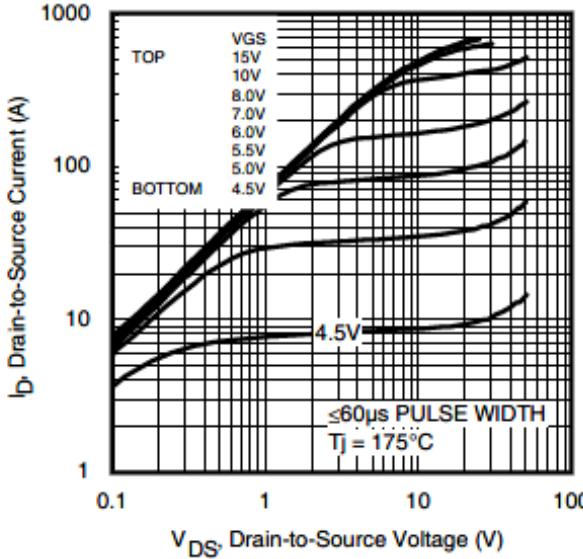 1000
100
10
1
I_D, Drain-to-Source Current (A)
VGS
TOP 15V
10V
8.0V
7.0V
6.0V
5.5V
5.0V
BOTTOM 4.5V
4.5V
≤60µs PULSE WIDTH
Tj = 175°C
0.1 1 10 100
V_DS, Drain-to-Source Voltage (V)